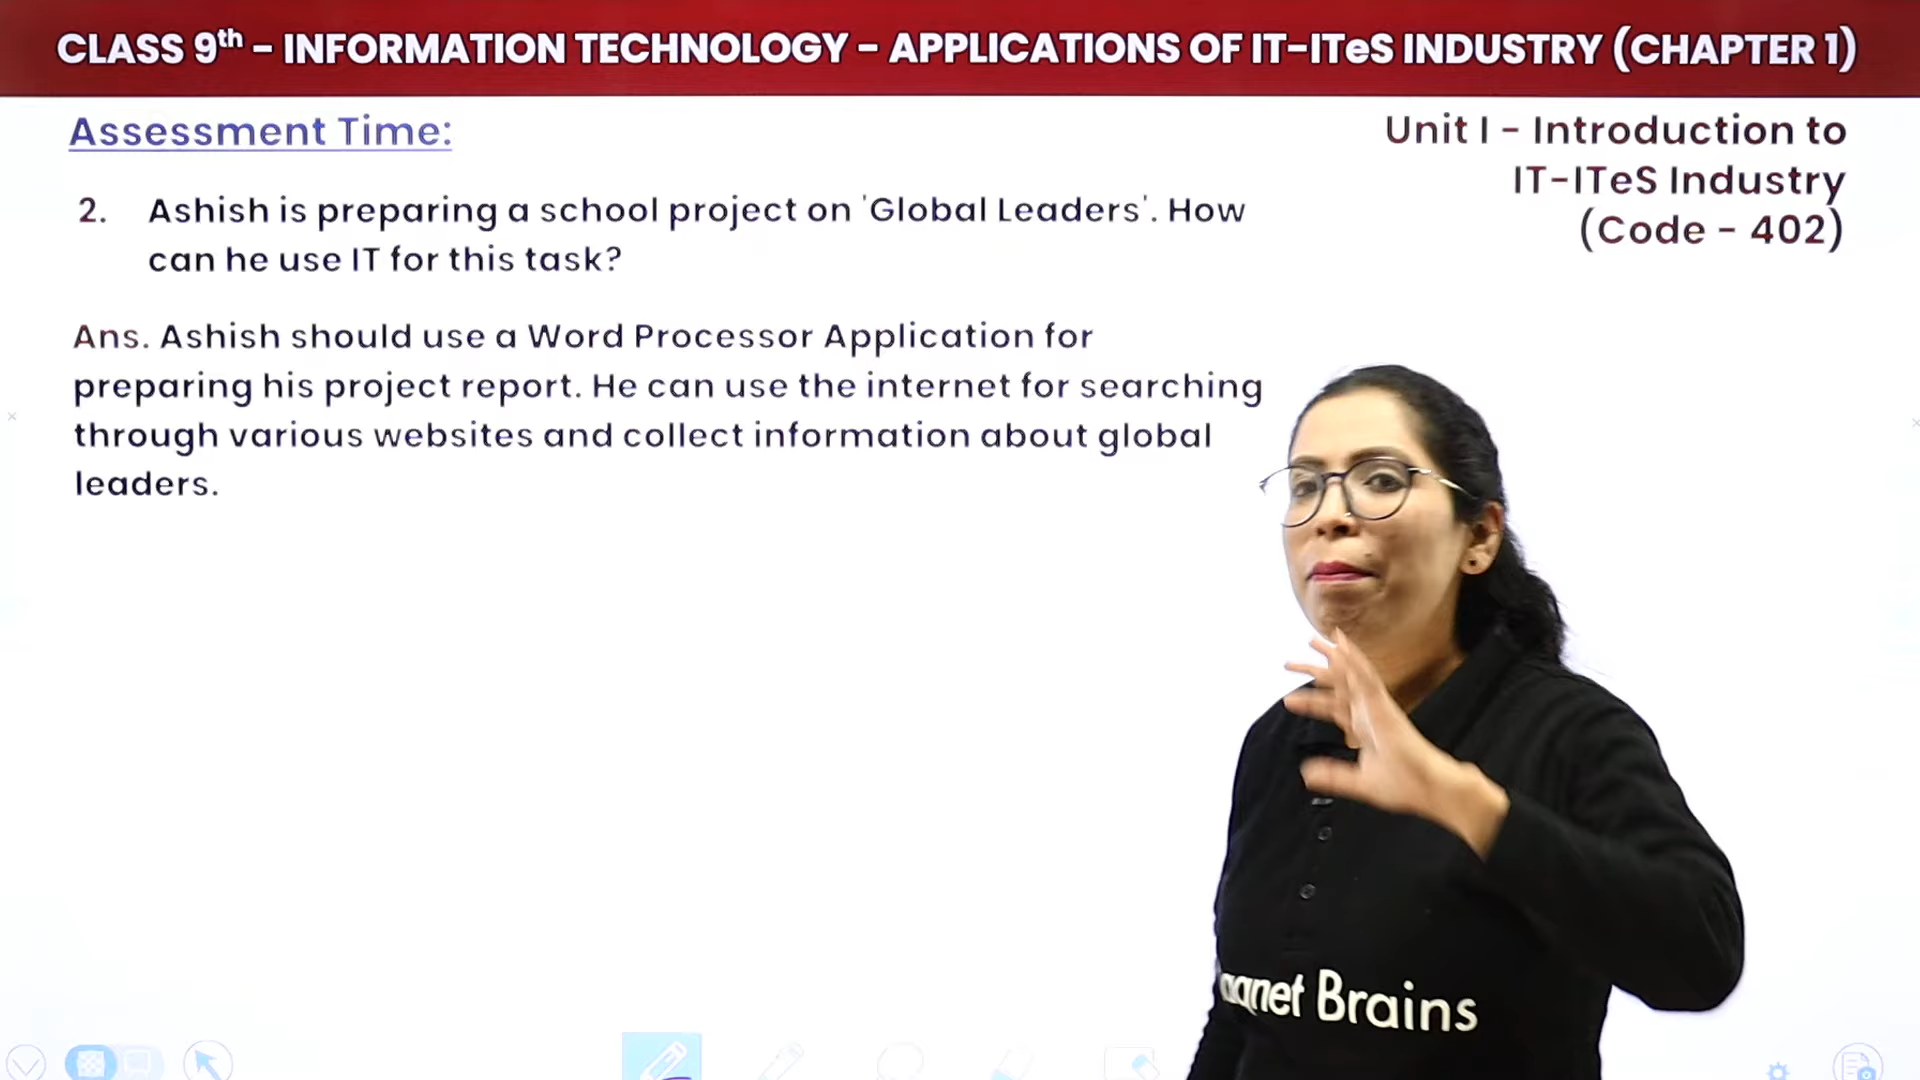 CLASS 9th – INFORMATION TECHNOLOGY – APPLICATIONS OF IT-ITeS INDUSTRY (CHAPTER 1)
Assessment Time:
Unit I – Introduction to
IT-ITeS Industry
(Code – 402)
2. Ashish is preparing a school project on 'Global Leaders'. How
can he use IT for this task?
Ans. Ashish should use a Word Processor Application for
preparing his project report. He can use the internet for searching
through various websites and collect information about global
leaders.
Brains